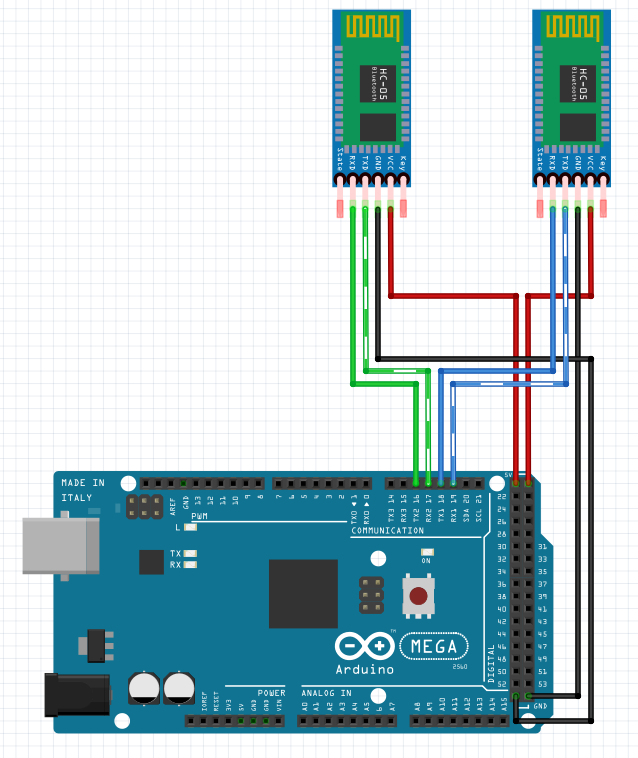 HC-05
Bluetooth
State
RXD
TXD
GND
VCC
Key
HC-05
Bluetooth
State
RXD
TXD
GND
VCC
Key
MADE IN
ITALY
AREF
GND
13
12
11
10
9
8
7
6
5
4
3
2
TX0 ◄ 1
RX0 ► 0
TX3 14
RX3 15
TX2 16
RX2 17
TX1 18
RX1 19
SDA 20
SCL 21
5V
PWM
COMMUNICATION
L
TX
RX
ON
22
24
26
28
30
32
34
36
38
40
42
44
46
48
50
52
31
33
35
37
39
41
43
45
47
49
51
53
GND
DIGITAL
TM
Arduino
MEGA
2560
POWER
ANALOG IN
IOREF
RESET
3V3
5V
GND
GND
VIN
A0
A1
A2
A3
A4
A5
6
A7
A8
A9
A10
A11
A12
A13
A14
A15